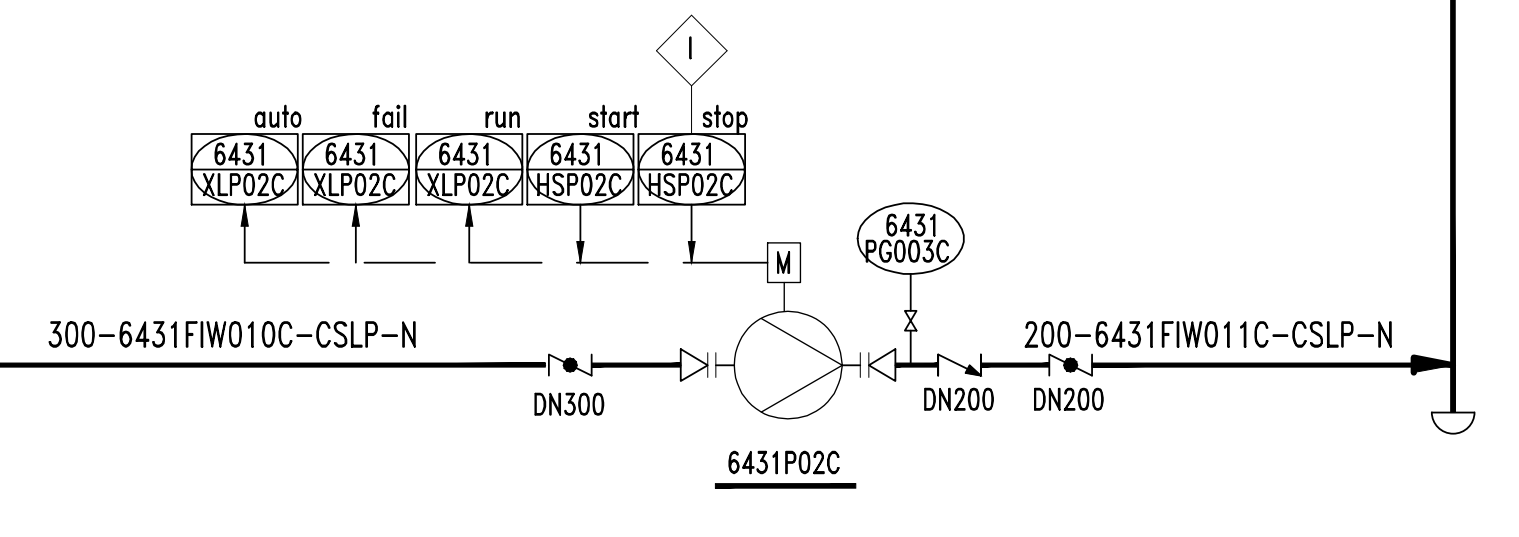 I
auto fail run start stop
6431 6431 6431 6431 6431
XLP02C XLP02C XLP02C HSP02C HSP02C
6431
PG003C
M
300-6431FIW010C-CSLP-N
200-6431FIW011C-CSLP-N
DN300
DN200
DN200
6431P02C